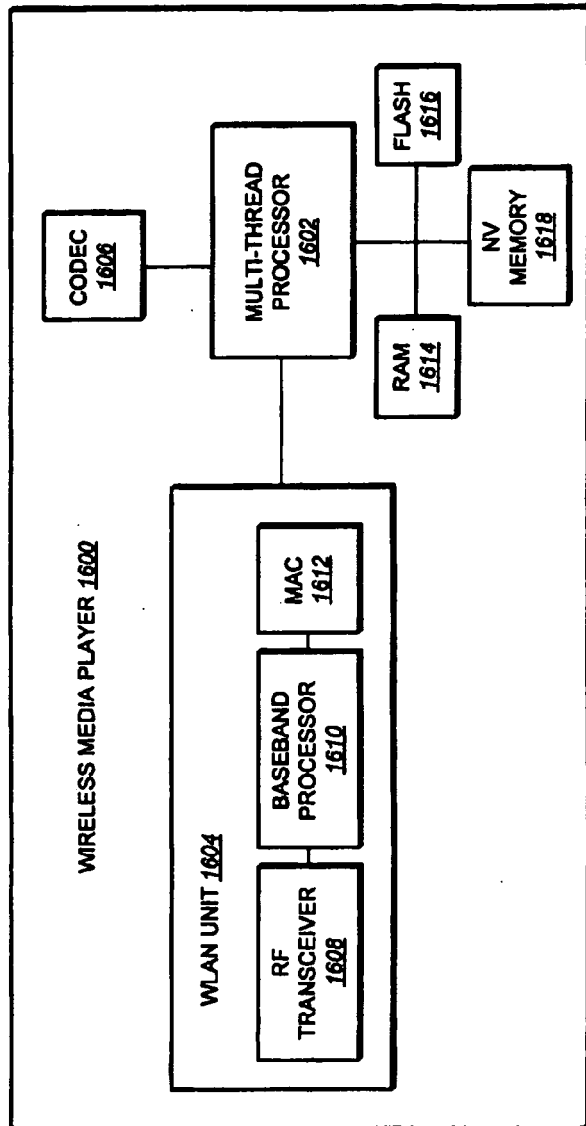 WIRELESS MEDIA PLAYER 1600
WLAN UNIT 1604
RF
TRANSCEIVER
1608
BASEBAND
PROCESSOR
1610
MAC
1612
CODEC
1606
MULTI-THREAD
PROCESSOR
1602
RAM
1614
FLASH
1616
NV
MEMORY
1618